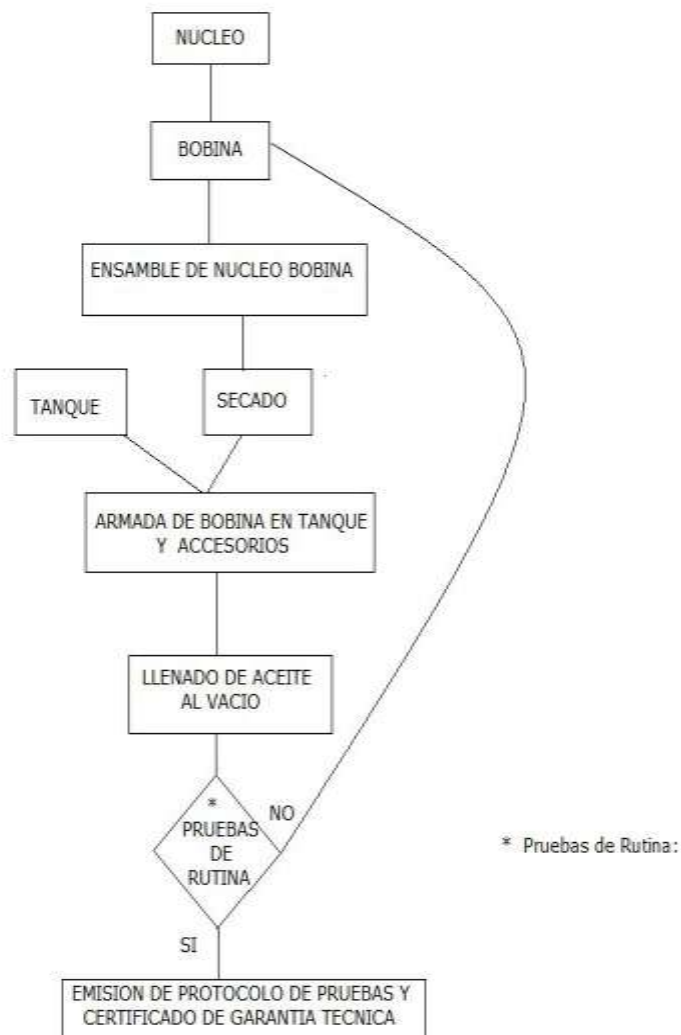 NUCLEO
BOBINA
ENSAMBLE DE NUCLEO BOBINA
TANQUE
SECADO
ARMADA DE BOBINA EN TANQUE
Y ACCESORIOS
LLENADO DE ACEITE
AL VACIO
*
PRUEBAS
DE
RUTINA
NO
* Pruebas de Rutina:
SI
EMISION DE PROTOCOLO DE PRUEBAS Y
CERTIFICADO DE GARANTIA TECNICA